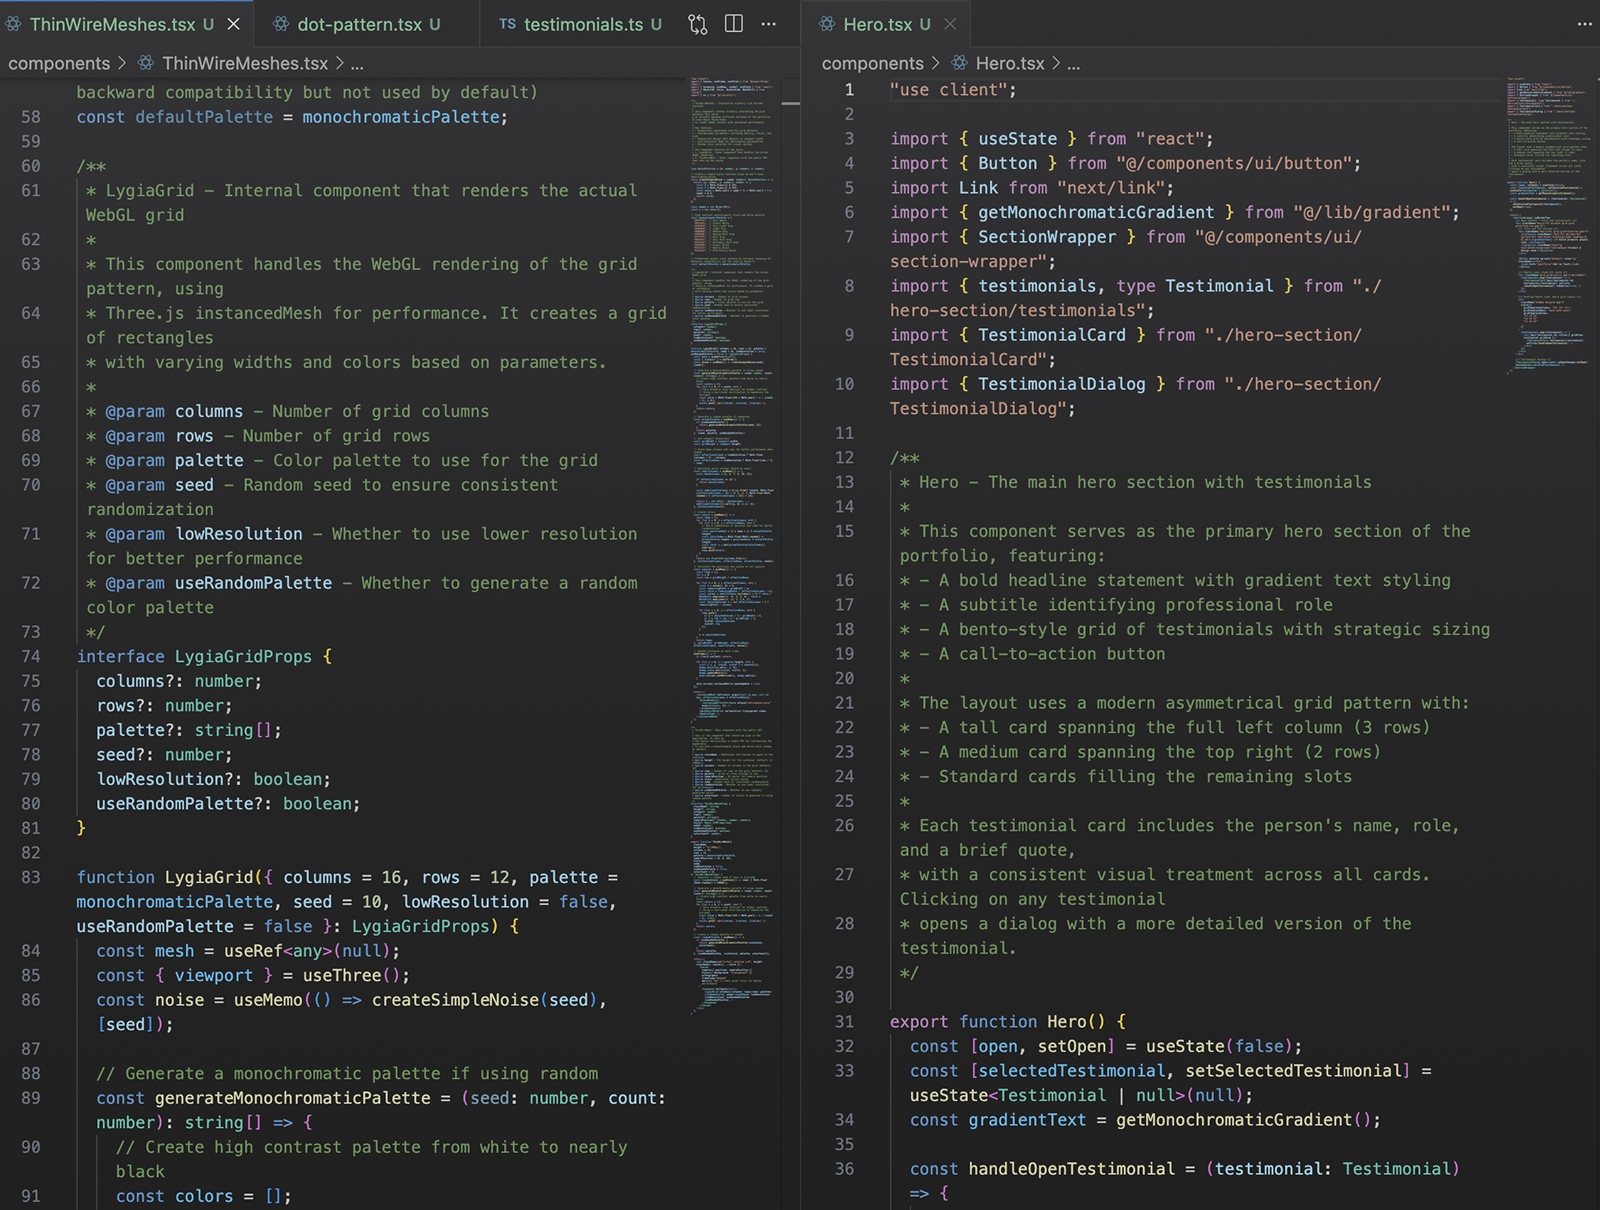 ThinWireMeshes.tsx U
dot-pattern.tsx U
TS testimonials.ts U
components > ThinWireMeshes.tsx > ...
backward compatibility but not used by default)
58 const defaultPalette = monochromaticPalette;
59
60 /**
61 * LygiaGrid – Internal component that renders the actual
WebGL grid
62 *
63 * This component handles the WebGL rendering of the grid
pattern, using
64 * Three.js instancedMesh for performance. It creates a grid
of rectangles
65 * with varying widths and colors based on parameters.
66 *
67 * @param columns – Number of grid columns
68 * @param rows – Number of grid rows
69 * @param palette – Color palette to use for the grid
70 * @param seed – Random seed to ensure consistent
randomization
71 * @param lowResolution – Whether to use lower resolution
for better performance
72 * @param useRandomPalette – Whether to generate a random
color palette
73 */
74 interface LygiaGridProps {
75 columns?: number;
76 rows?: number;
77 palette?: string[];
78 seed?: number;
79 lowResolution?: boolean;
80 useRandomPalette?: boolean;
81 }
82
83 function LygiaGrid({ columns = 16, rows = 12, palette =
monochromaticPalette, seed = 10, lowResolution = false,
useRandomPalette = false }: LygiaGridProps) {
84 const mesh = useRef<any>(null);
85 const { viewport } = useThree();
86 const noise = useMemo(() => createSimpleNoise(seed),
[seed]);
87
88 // Generate a monochromatic palette if using random
89 const generateMonochromaticPalette = (seed: number, count:
number): string[] => {
90 // Create high contrast palette from white to nearly
black
91 const colors = [];
Hero.tsx U
components > Hero.tsx > ...
1 "use client";
2
3 import { useState } from "react";
4 import { Button } from "@/components/ui/button";
5 import Link from "next/link";
6 import { getMonochromaticGradient } from "@/lib/gradient";
7 import { SectionWrapper } from "@/components/ui/
section-wrapper";
8 import { testimonials, type Testimonial } from "./
hero-section/testimonials";
9 import { TestimonialCard } from "./hero-section/
TestimonialCard";
10 import { TestimonialDialog } from "./hero-section/
TestimonialDialog";
11
12 /**
13 * Hero – The main hero section with testimonials
14 *
15 * This component serves as the primary hero section of the
portfolio, featuring:
16 * – A bold headline statement with gradient text styling
17 * – A subtitle identifying professional role
18 * – A bento-style grid of testimonials with strategic sizing
19 * – A call-to-action button
20 *
21 * The layout uses a modern asymmetrical grid pattern with:
22 * – A tall card spanning the full left column (3 rows)
23 * – A medium card spanning the top right (2 rows)
24 * – Standard cards filling the remaining slots
25 *
26 * Each testimonial card includes the person's name, role,
and a brief quote,
27 * with a consistent visual treatment across all cards.
Clicking on any testimonial
28 * opens a dialog with a more detailed version of the
testimonial.
29 */
30
31 export function Hero() {
32 const [open, setOpen] = useState(false);
33 const [selectedTestimonial, setSelectedTestimonial] =
useState<Testimonial | null>(null);
34 const gradientText = getMonochromaticGradient();
35
36 const handleOpenTestimonial = (testimonial: Testimonial)
=> {